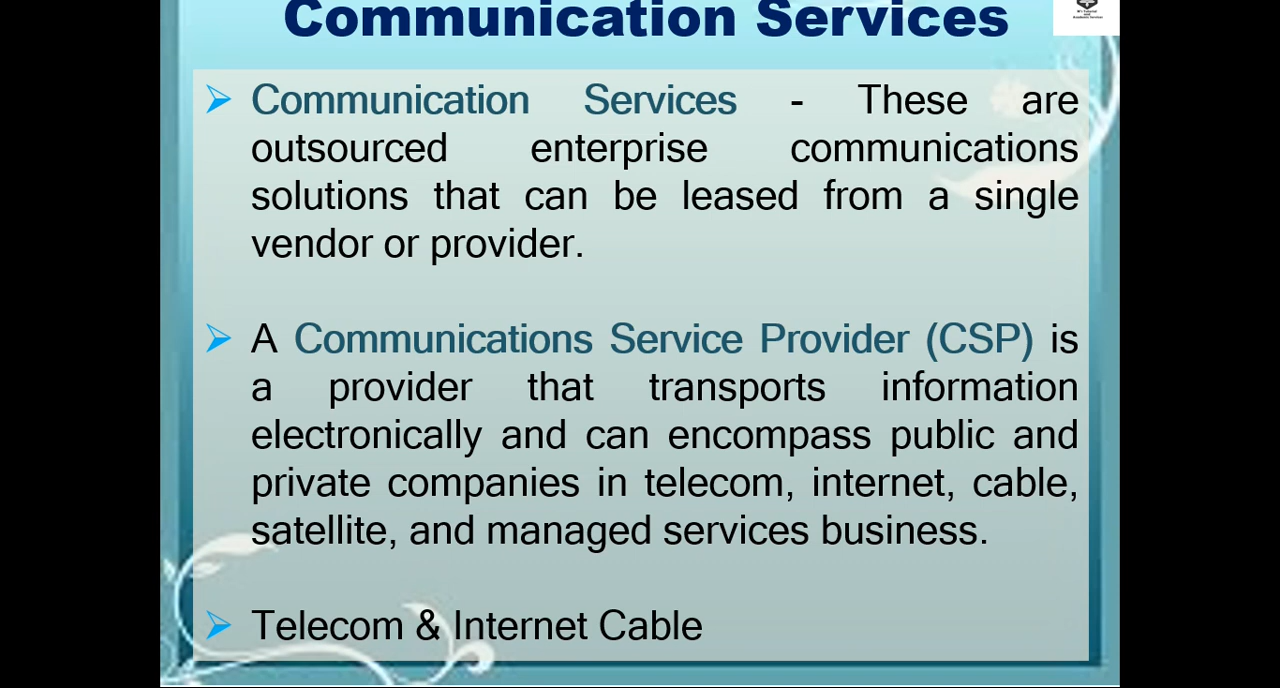 Communication Services
➢ Communication Services - These are
outsourced enterprise communications
solutions that can be leased from a single
vendor or provider.
➢ A Communications Service Provider (CSP) is
a provider that transports information
electronically and can encompass public and
private companies in telecom, internet, cable,
satellite, and managed services business.
➢ Telecom & Internet Cable